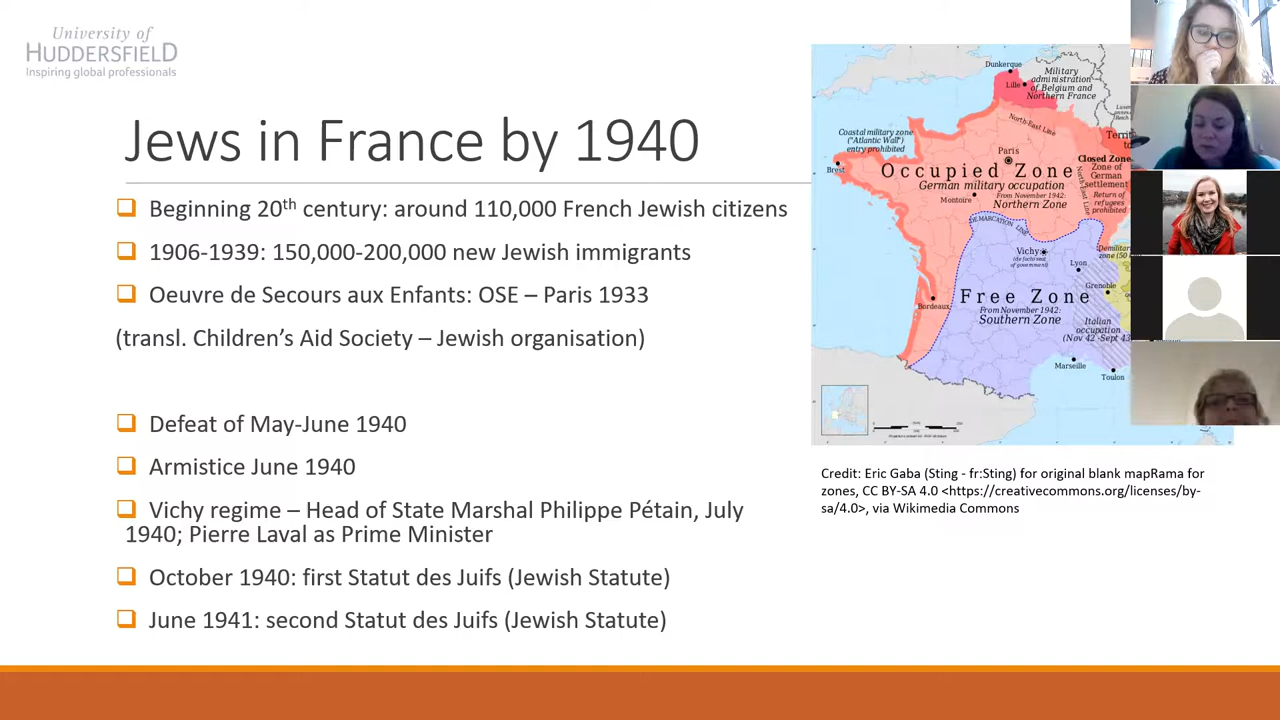 University of
HUDDERSFIELD
Inspiring global professionals
Jews in France by 1940
❑ Beginning 20th century: around 110,000 French Jewish citizens
❑ 1906-1939: 150,000-200,000 new Jewish immigrants
❑ Oeuvre de Secours aux Enfants: OSE – Paris 1933
(transl. Children’s Aid Society – Jewish organisation)
❑ Defeat of May-June 1940
❑ Armistice June 1940
❑ Vichy regime – Head of State Marshal Philippe Pétain, July
1940; Pierre Laval as Prime Minister
❑ October 1940: first Statut des Juifs (Jewish Statute)
❑ June 1941: second Statut des Juifs (Jewish Statute)
Dunkerque
Lille
Military
administration
of Belgium and
Northern France
North-East Line
Coastal military zone
("Atlantic Wall")
entry prohibited
Brest
Paris
Occupied Zone
German military occupation
Montoire
From November 1942:
Northern Zone
Closed Zone
Zone of
German
settlement
Return of
refugees
prohibited
DEMARCATION LINE
Vichy
(de facto seat
of government)
Lyon
Grenoble
Bordeaux
Free Zone
From November 1942:
Southern Zone
Italian
occupation
(Nov 42 -Sept 43
Marseille
Toulon
Credit: Eric Gaba (Sting - fr:Sting) for original blank mapRama for
zones, CC BY-SA 4.0 <https://creativecommons.org/licenses/by-
sa/4.0>, via Wikimedia Commons